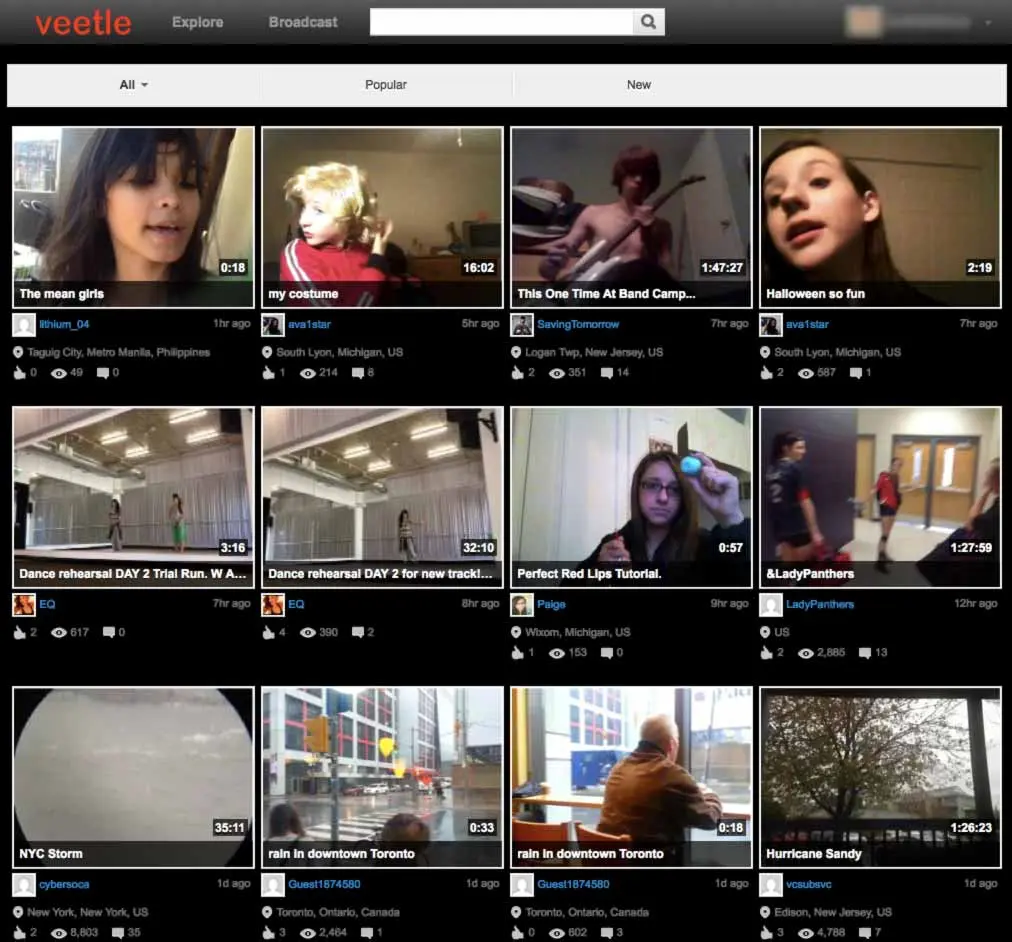 veetle Explore Broadcast
All Popular New
0:18 16:02 1:47:27 2:19
The mean girls my costume This One Time At Band Camp... Halloween so fun
lithium_04 1hr ago ava1star 5hr ago SavingTomorrow 7hr ago ava1star 7hr ago
Taguig City, Metro Manila, Philippines South Lyon, Michigan, US Logan Twp, New Jersey, US South Lyon, Michigan, US
0 49 0 1 214 8 2 351 14 2 587 1
3:16 32:10 0:57 1:27:59
Dance rehearsal DAY 2 Trial Run. W A... Dance rehearsal DAY 2 for new track!... Perfect Red Lips Tutorial. &LadyPanthers
EQ 7hr ago EQ 8hr ago Paige 9hr ago LadyPanthers 12hr ago
Wixom, Michigan, US US
2 617 0 4 390 2 1 153 0 2 2,885 13
35:11 0:33 0:18 1:26:23
NYC Storm rain in downtown Toronto rain in downtown Toronto Hurricane Sandy
cybersoca 1d ago Guest1874580 1d ago Guest1874580 1d ago vcsubsvc 1d ago
New York, New York, US Toronto, Ontario, Canada Toronto, Ontario, Canada Edison, New Jersey, US
2 8,803 35 3 2,464 1 0 602 3 3 4,788 7